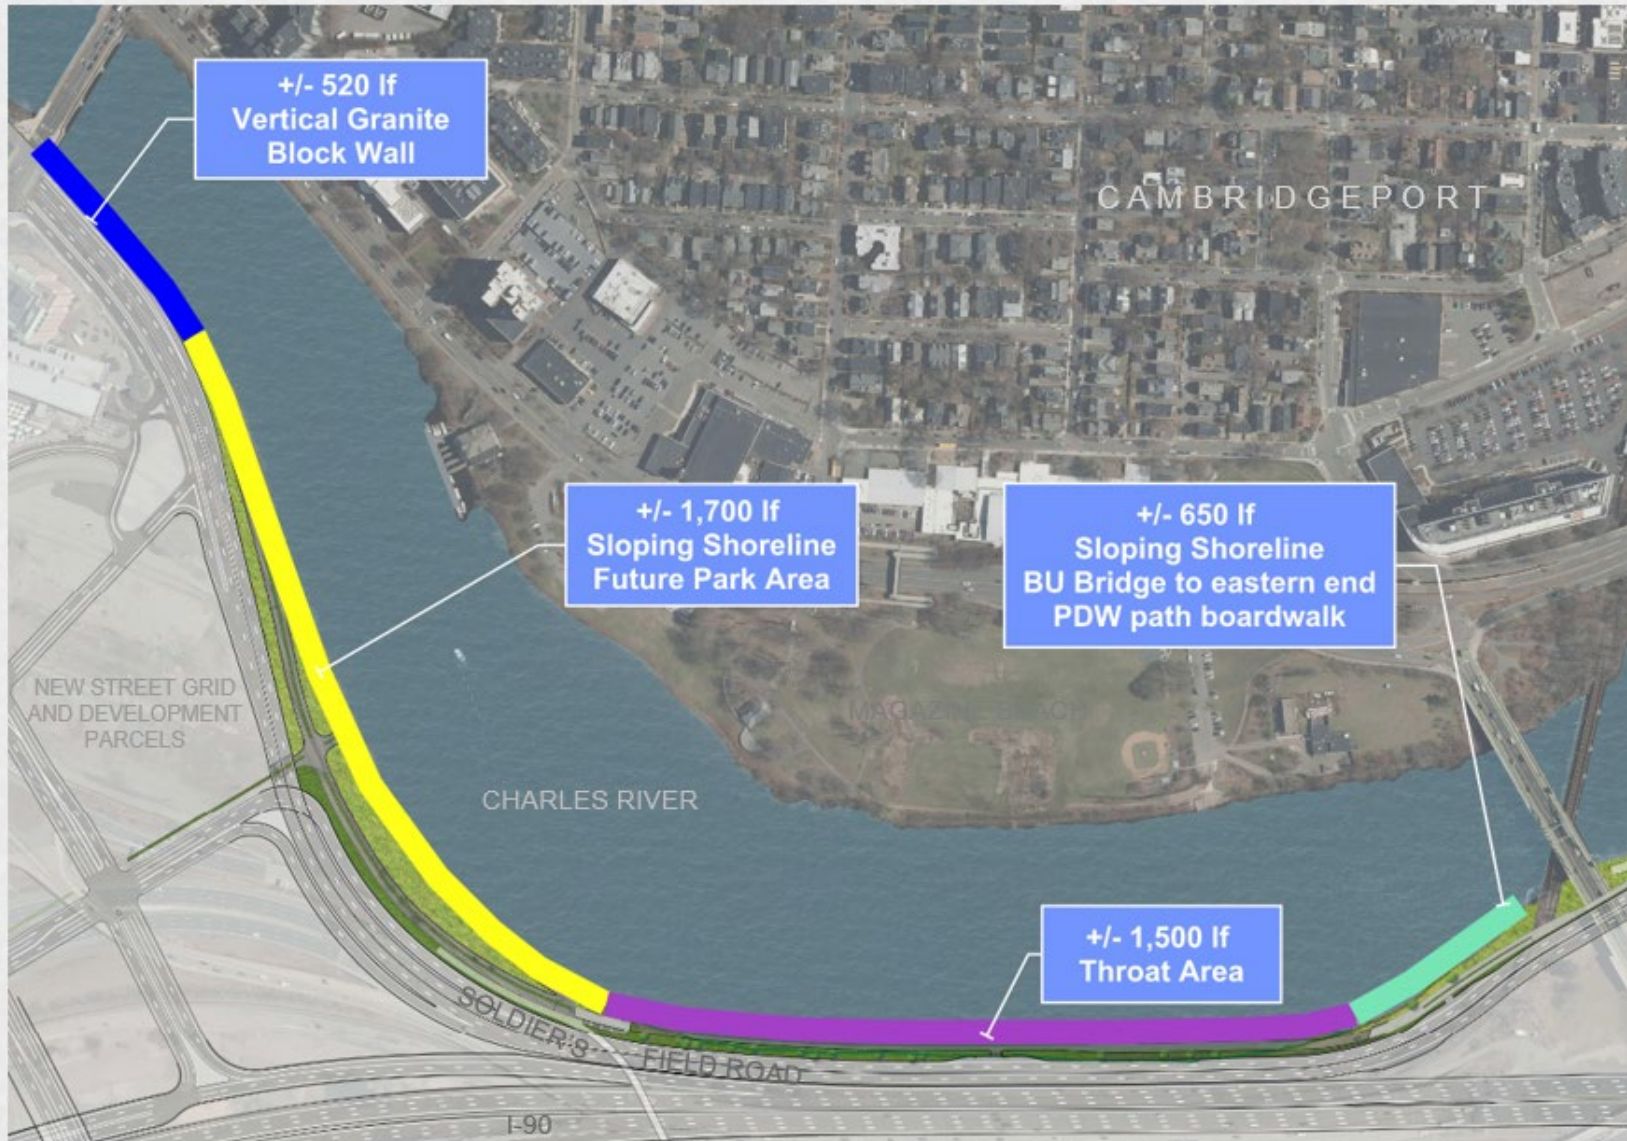 +/- 520 lf
Vertical Granite
Block Wall
CAMBRIDGEPORT
+/- 1,700 lf
Sloping Shoreline
Future Park Area
+/- 650 lf
Sloping Shoreline
BU Bridge to eastern end
PDW path boardwalk
NEW STREET GRID
AND DEVELOPMENT
PARCELS
MAGAZINE BEACH
CHARLES RIVER
+/- 1,500 lf
Throat Area
SOLDIER'S FIELD ROAD
I-90